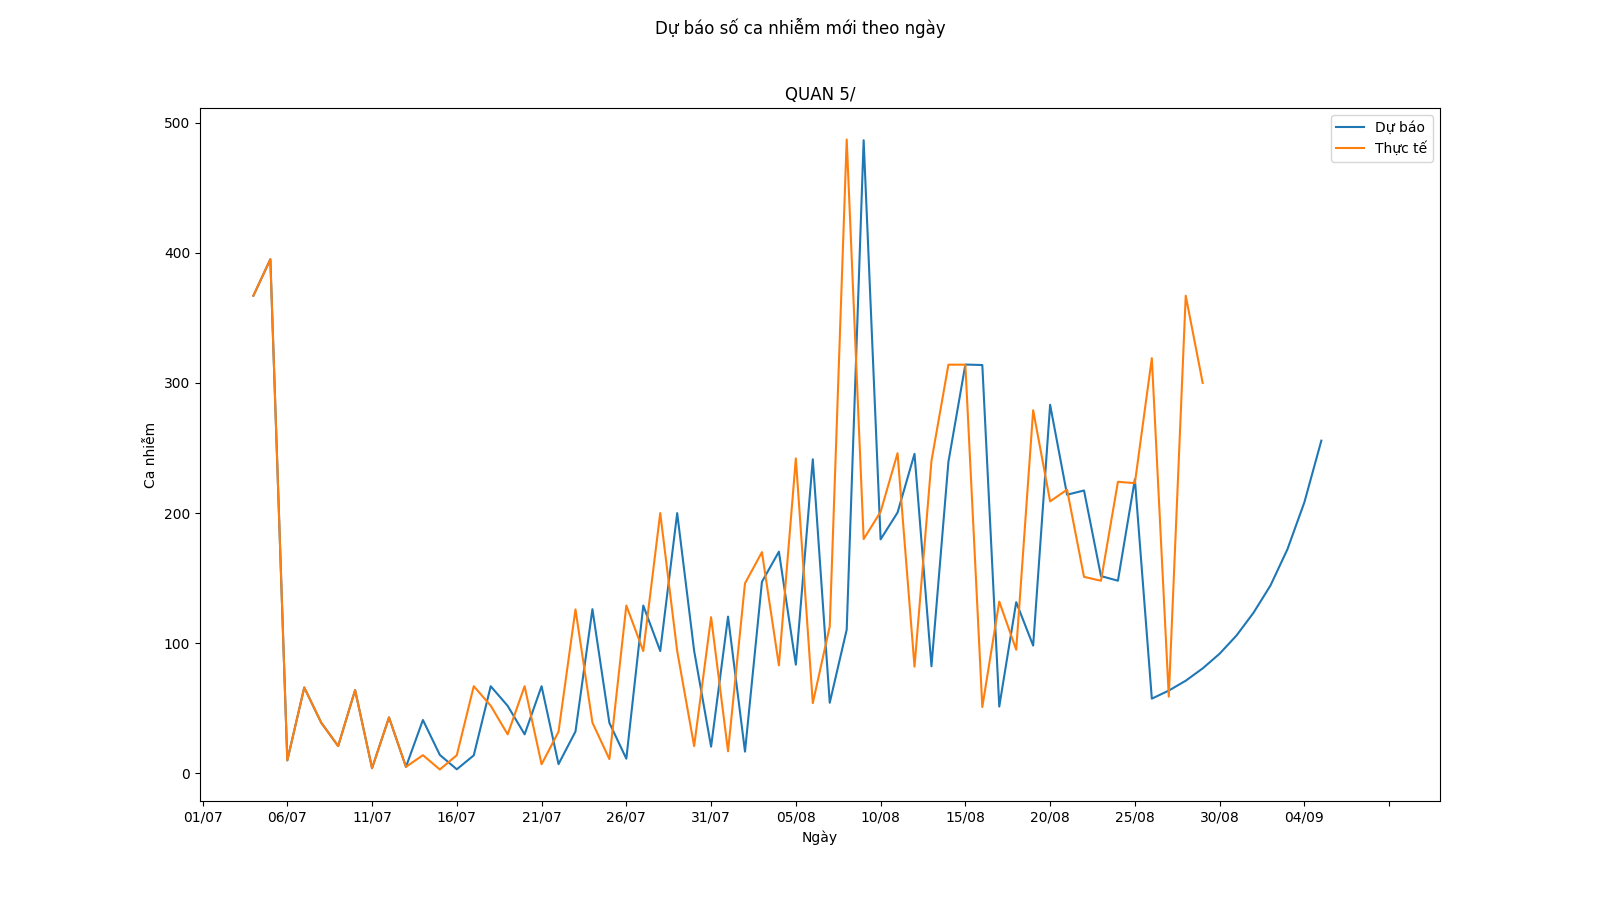 Dự báo số ca nhiễm mới theo ngày
QUAN 5/
Dự báo
Thực tế
500
400
300
200
100
0
Ca nhiễm
01/07 06/07 11/07 16/07 21/07 26/07 31/07 05/08 10/08 15/08 20/08 25/08 30/08 04/09
Ngày